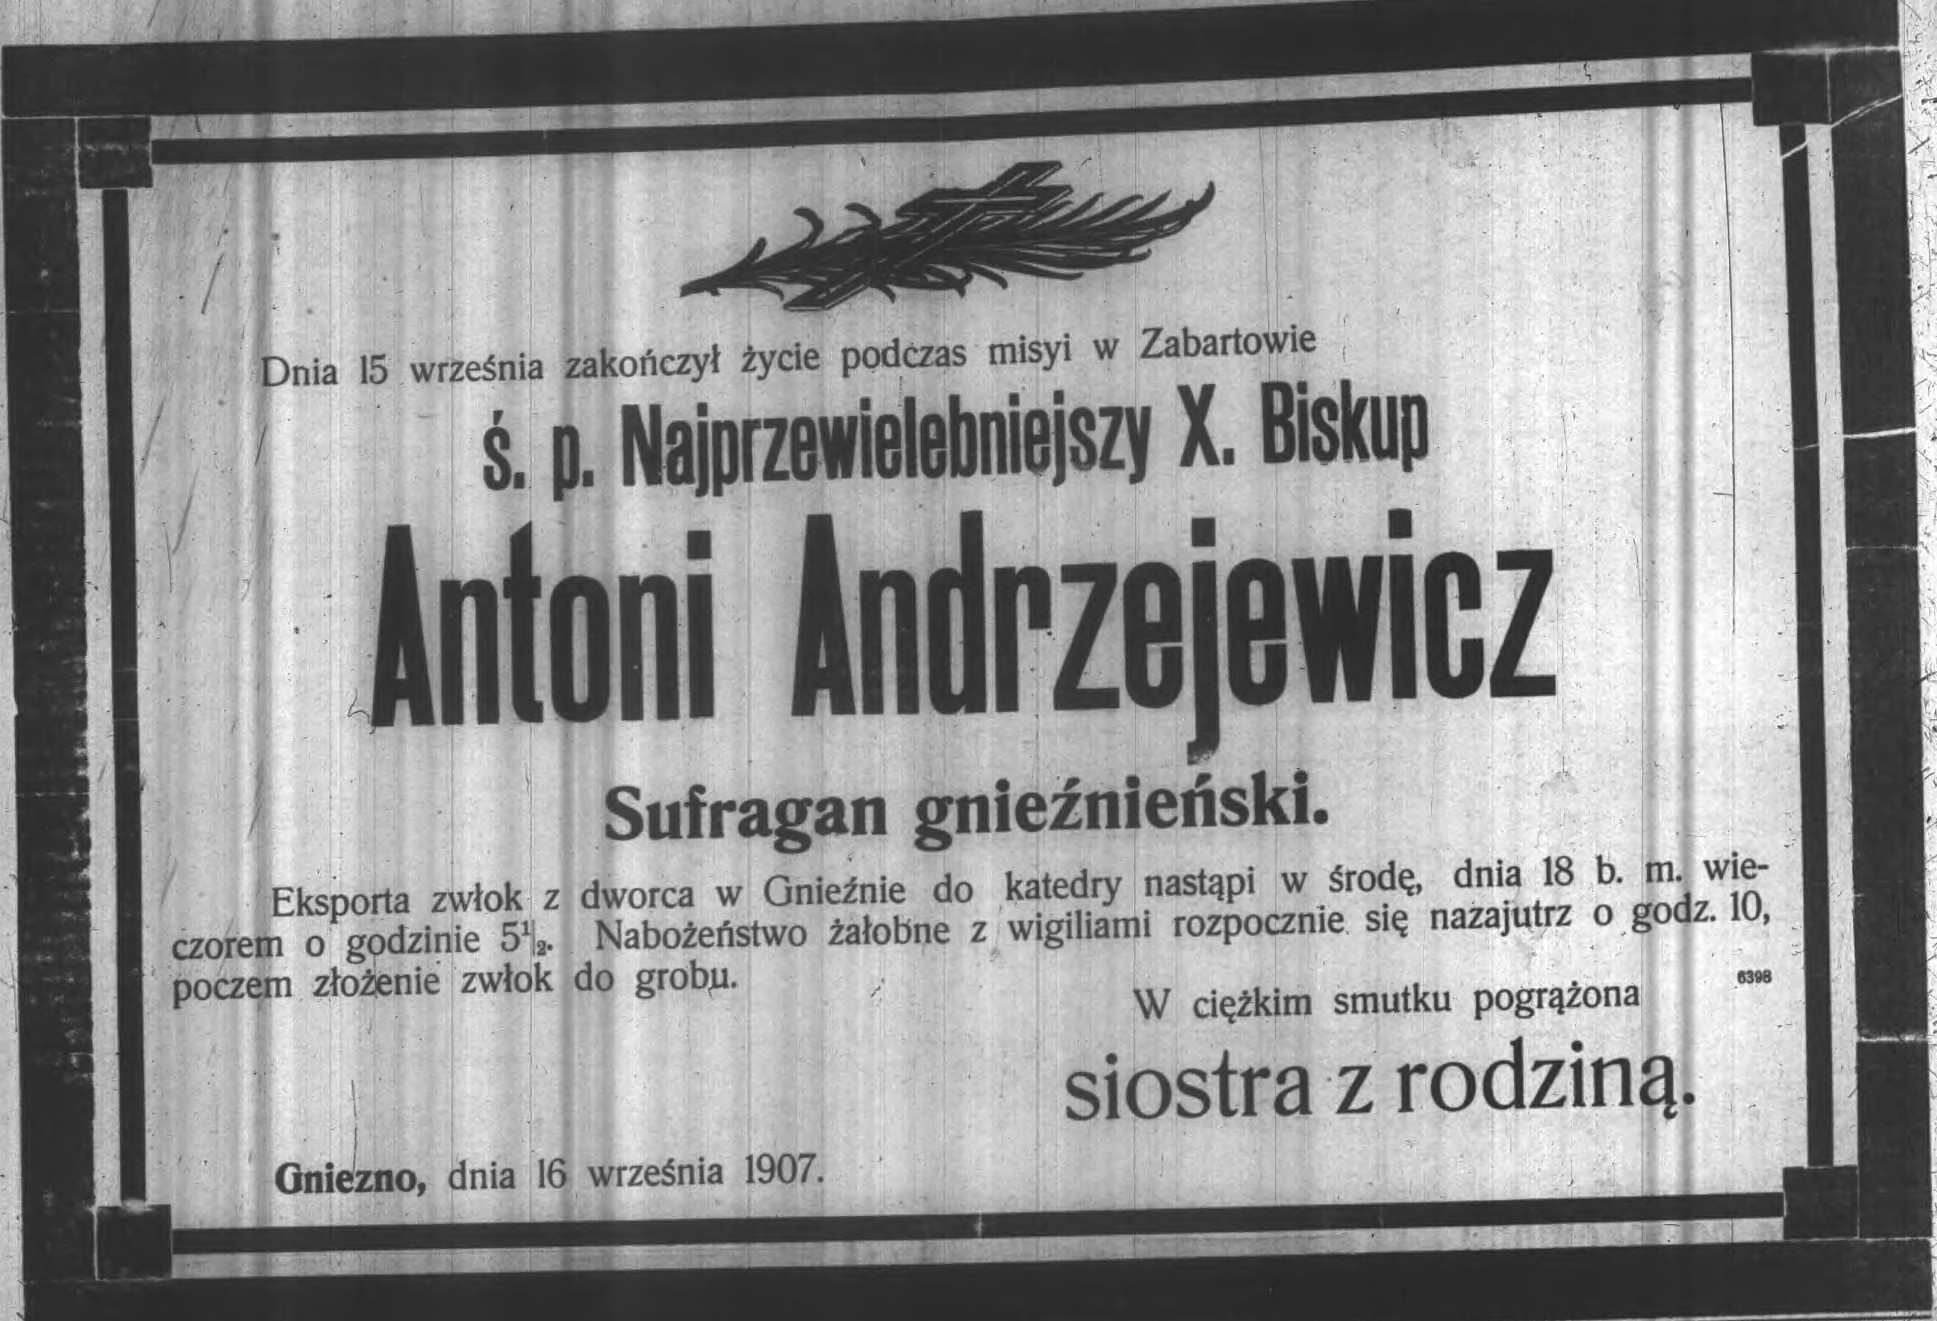 Dnia 15 września zakończył życie podczas misyi w Zabartowie
ś. p. Najprzewielebniejszy X. Biskup
Antoni Andrzejewicz
Sufragan gnieźnieński.
Eksporta zwłok z dworca w Gnieźnie do katedry nastąpi w środę, dnia 18 b. m. wie-
czorem o godzinie 5½. Nabożeństwo żałobne z wigiliami rozpocznie się nazajutrz o godz. 10,
poczem złożenie zwłok do grobu.
6398
W ciężkim smutku pogrążona
siostra z rodziną.
Gniezno, dnia 16 września 1907.